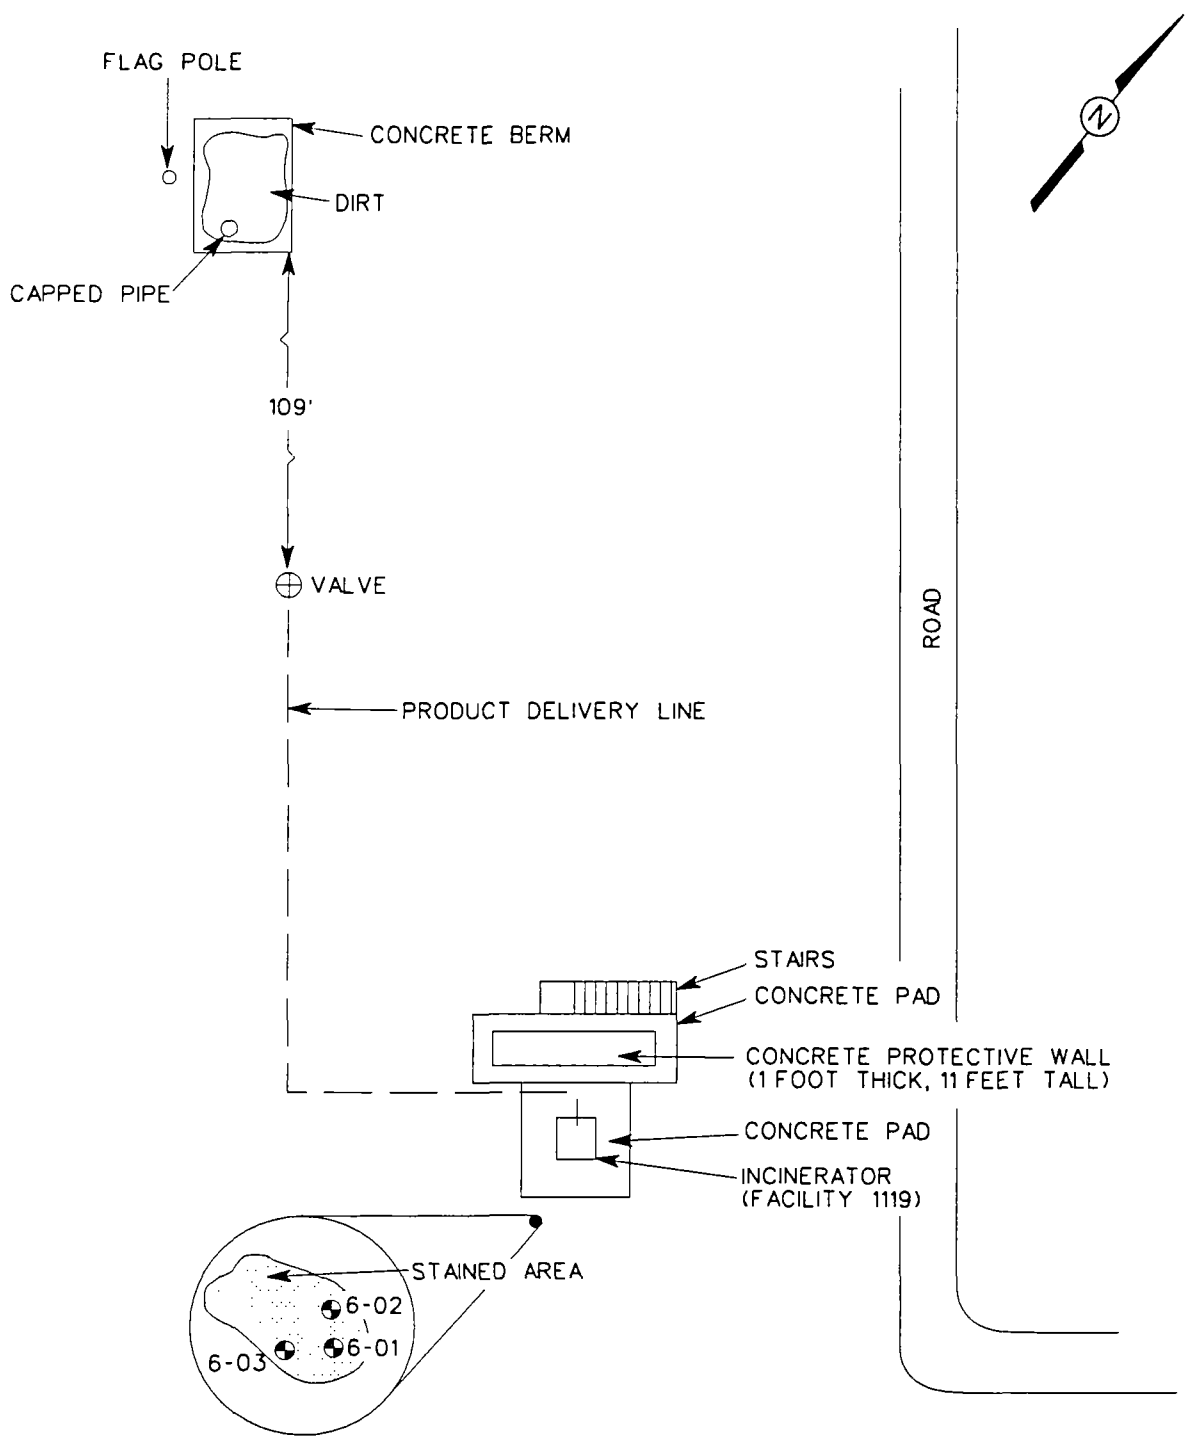 FLAG POLE
CONCRETE BERM
DIRT
CAPPED PIPE
N
109'
VALVE
ROAD
PRODUCT DELIVERY LINE
STAIRS
CONCRETE PAD
CONCRETE PROTECTIVE WALL
(1 FOOT THICK, 11 FEET TALL)
CONCRETE PAD
INCINERATOR
(FACILITY 1119)
STAINED AREA
6-02
6-01
6-03